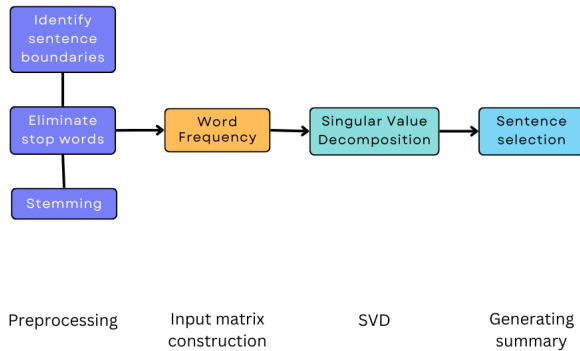 Identify
sentence
boundaries
Eliminate
stop words
Stemming
Word
Frequency
Singular Value
Decomposition
Sentence
selection
Preprocessing
Input matrix
construction
SVD
Generating
summary